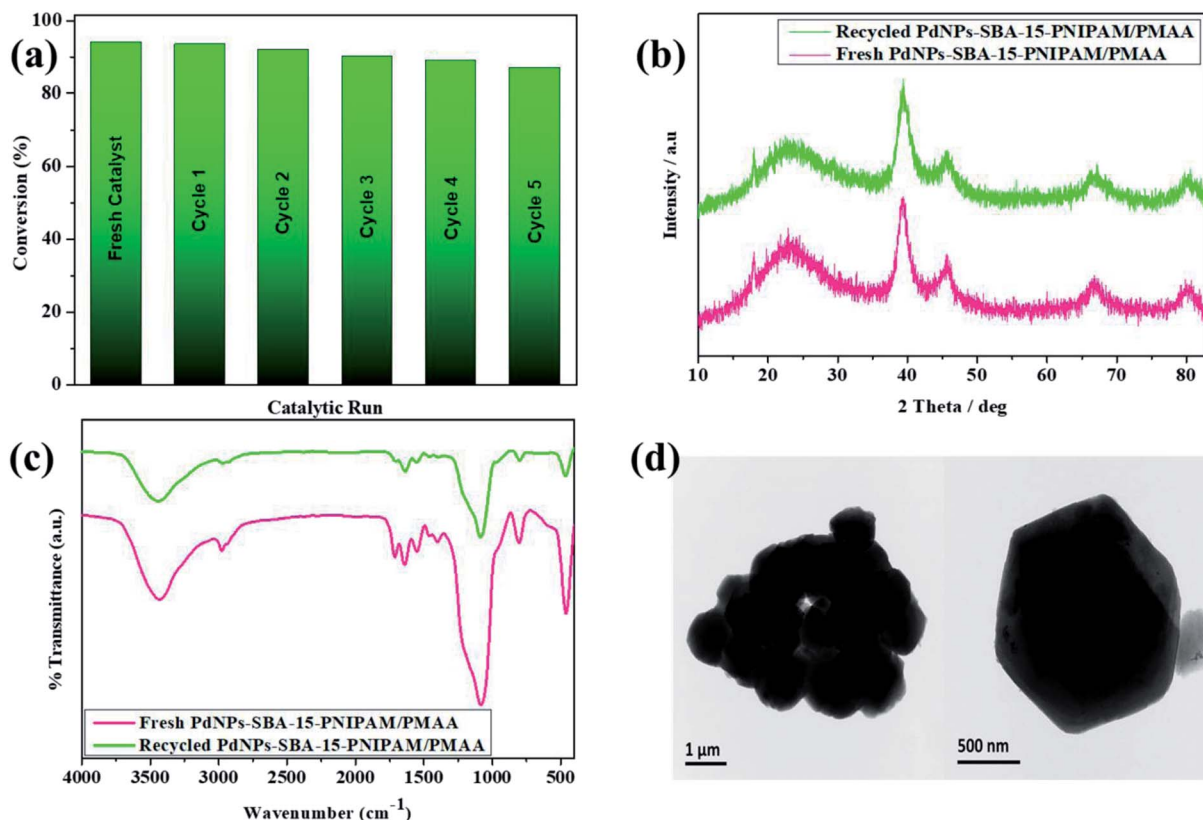 (a)
100
80
60
40
20
0
Conversion (%)
Fresh Catalyst
Cycle 1
Cycle 2
Cycle 3
Cycle 4
Cycle 5
Catalytic Run
(b)
Recycled PdNPs-SBA-15-PNIPAM/PMAA
Fresh PdNPs-SBA-15-PNIPAM/PMAA
Intensity / a.u
10 20 30 40 50 60 70 80
2 Theta / deg
(c)
% Transmittance (a.u.)
Fresh PdNPs-SBA-15-PNIPAM/PMAA
Recycled PdNPs-SBA-15-PNIPAM/PMAA
4000 3500 3000 2500 2000 1500 1000 500
Wavenumber (cm⁻¹)
(d)
1 µm
500 nm